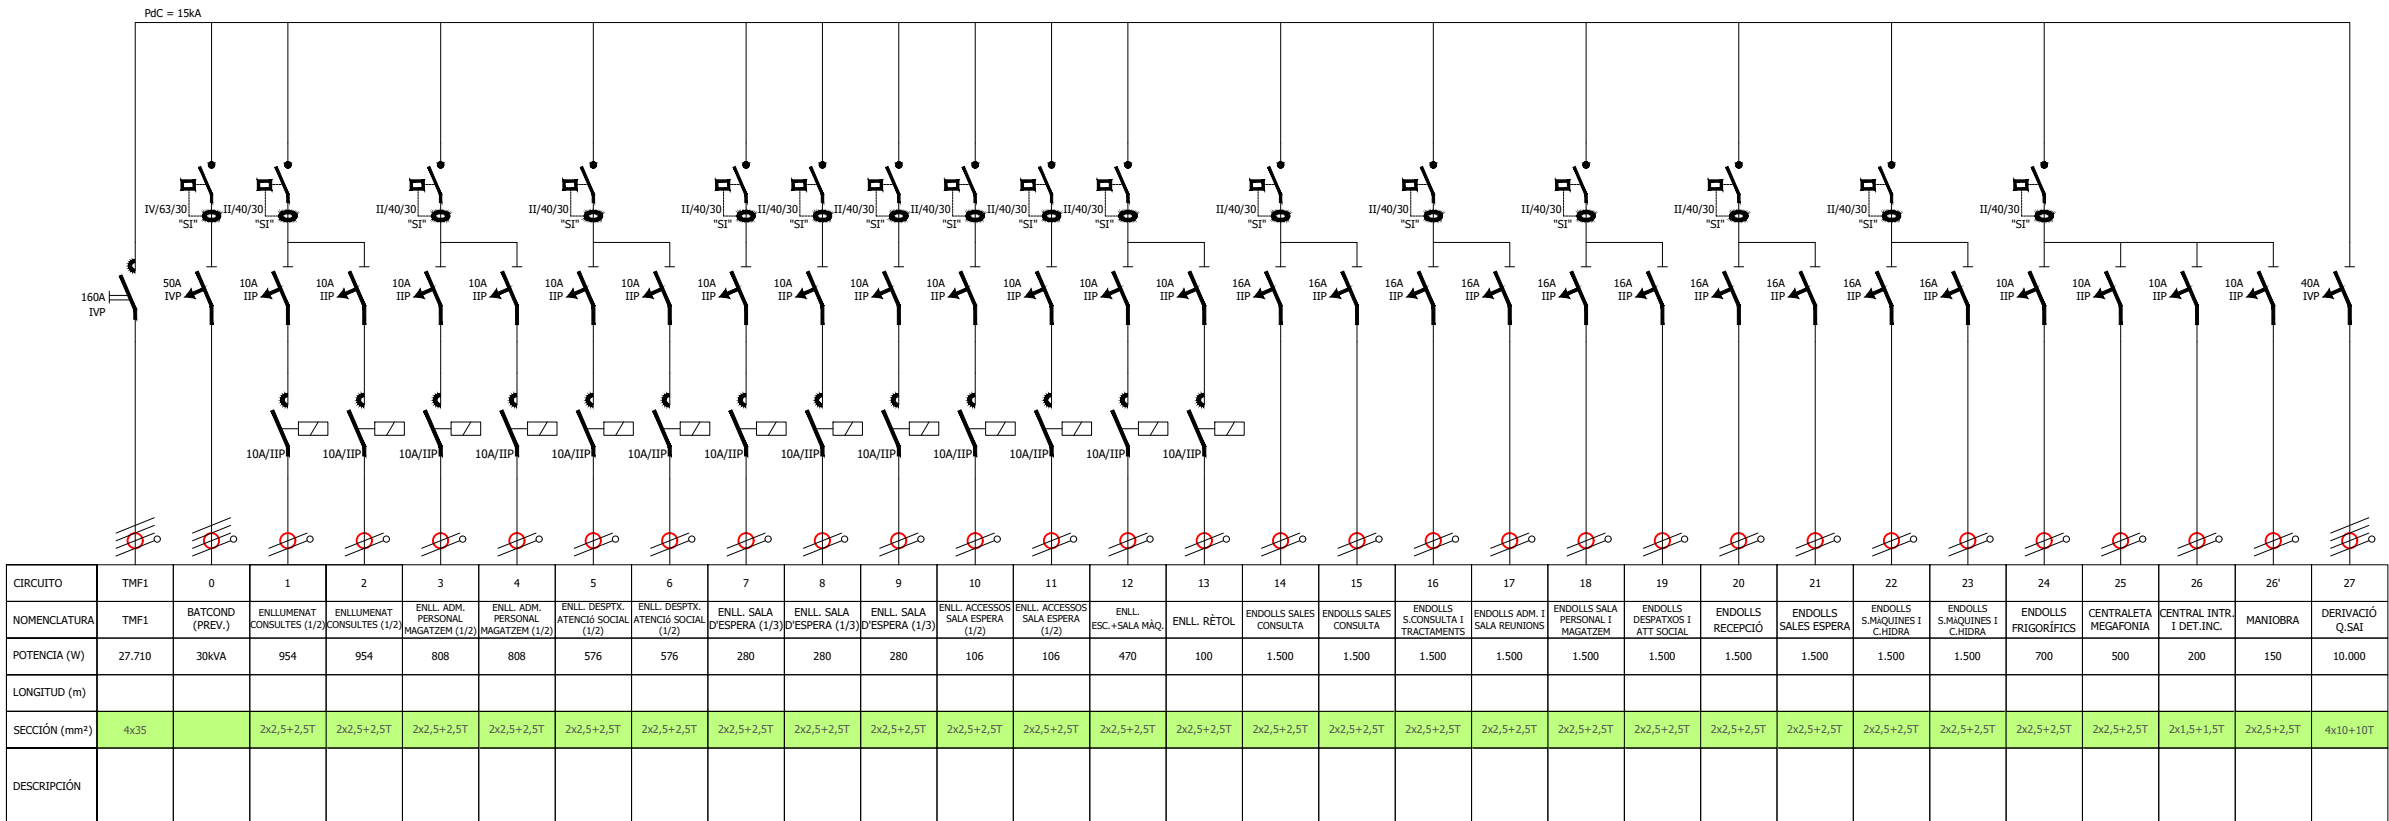 PdC = 15kA
IV/63/30 II/40/30 II/40/30 II/40/30 II/40/30 II/40/30 II/40/30 II/40/30 II/40/30 II/40/30 II/40/30 II/40/30 II/40/30 II/40/30 II/40/30 II/40/30
"SI" "SI" "SI" "SI" "SI" "SI" "SI" "SI" "SI" "SI" "SI" "SI" "SI" "SI" "SI" "SI"
160A 50A 10A 10A 10A 10A 10A 10A 10A 10A 10A 10A 10A 10A 10A 16A 16A 16A 16A 16A 16A 16A 16A 16A 16A 10A 10A 10A 10A 40A
IVP IVP IIP IIP IIP IIP IIP IIP IIP IIP IIP IIP IIP IIP IIP IIP IIP IIP IIP IIP IIP IIP IIP IIP IIP IIP IIP IIP IIP IVP
10A/IIP 10A/IIP 10A/IIP 10A/IIP 10A/IIP 10A/IIP 10A/IIP 10A/IIP 10A/IIP 10A/IIP 10A/IIP 10A/IIP 10A/IIP
CIRCUITO TMF1 0 1 2 3 4 5 6 7 8 9 10 11 12 13 14 15 16 17 18 19 20 21 22 23 24 25 26 26' 27
NOMENCLATURA
TMF1
BATCOND
(PREV.)
ENLLUMENAT
CONSULTES (1/2)
ENLLUMENAT
CONSULTES (1/2)
ENLL. ADM.
PERSONAL
MAGATZEM (1/2)
ENLL. ADM.
PERSONAL
MAGATZEM (1/2)
ENLL. DESPTX.
ATENCIó SOCIAL
(1/2)
ENLL. DESPTX.
ATENCIó SOCIAL
(1/2)
ENLL. SALA
D'ESPERA (1/3)
ENLL. SALA
D'ESPERA (1/3)
ENLL. SALA
D'ESPERA (1/3)
ENLL. ACCESSOS
SALA ESPERA
(1/2)
ENLL. ACCESSOS
SALA ESPERA
(1/2)
ENLL.
ESC.+SALA MÀQ.
ENLL. RÈTOL
ENDOLLS SALES
CONSULTA
ENDOLLS SALES
CONSULTA
ENDOLLS
S.CONSULTA I
TRACTAMENTS
ENDOLLS ADM. I
SALA REUNIONS
ENDOLLS SALA
PERSONAL I
MAGATZEM
ENDOLLS
DESPATXOS I
ATT SOCIAL
ENDOLLS
RECEPCIÓ
ENDOLLS
SALES ESPERA
ENDOLLS
S.MàQUINES I
C.HIDRA
ENDOLLS
S.MàQUINES I
C.HIDRA
ENDOLLS
FRIGORÍFICS
CENTRALETA
MEGAFONIA
CENTRAL INTR.
I DET.INC.
MANIOBRA
DERIVACIÓ
Q.SAI
POTENCIA (W) 27.710 30kVA 954 954 808 808 576 576 280 280 280 106 106 470 100 1.500 1.500 1.500 1.500 1.500 1.500 1.500 1.500 1.500 1.500 700 500 200 150 10.000
LONGITUD (m)
SECCIÓN (mm²) 4x35 2x2,5+2,5T 2x2,5+2,5T 2x2,5+2,5T 2x2,5+2,5T 2x2,5+2,5T 2x2,5+2,5T 2x2,5+2,5T 2x2,5+2,5T 2x2,5+2,5T 2x2,5+2,5T 2x2,5+2,5T 2x2,5+2,5T 2x2,5+2,5T 2x2,5+2,5T 2x2,5+2,5T 2x2,5+2,5T 2x2,5+2,5T 2x2,5+2,5T 2x2,5+2,5T 2x2,5+2,5T 2x2,5+2,5T 2x2,5+2,5T 2x2,5+2,5T 2x2,5+2,5T 2x2,5+2,5T 2x1,5+1,5T 2x2,5+2,5T 4x10+10T
DESCRIPCIÓN